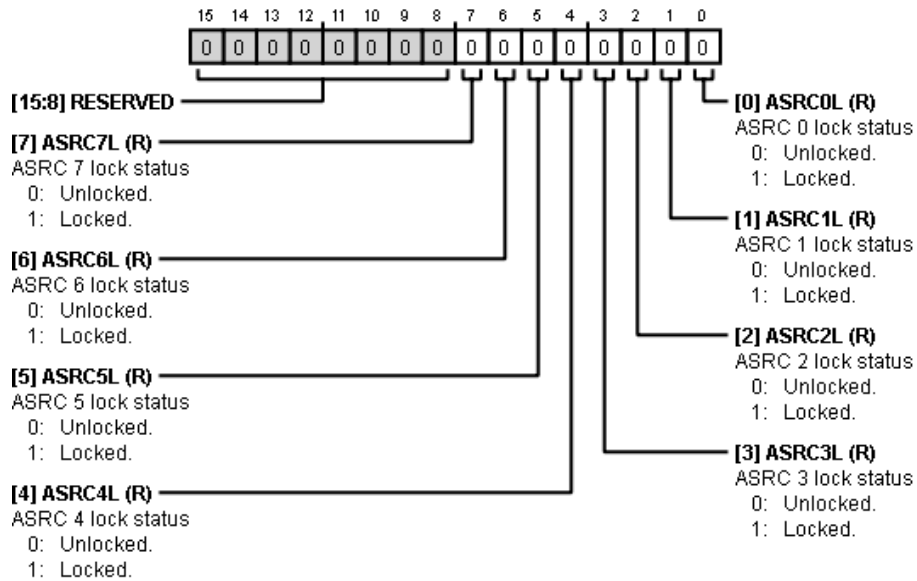 15 14 13 12 11 10 9 8 7 6 5 4 3 2 1 0
0 0 0 0 0 0 0 0 0 0 0 0 0 0 0 0
[15:8] RESERVED
[7] ASRC7L (R)
ASRC 7 lock status
0: Unlocked.
1: Locked.
[6] ASRC6L (R)
ASRC 6 lock status
0: Unlocked.
1: Locked.
[5] ASRC5L (R)
ASRC 5 lock status
0: Unlocked.
1: Locked.
[4] ASRC4L (R)
ASRC 4 lock status
0: Unlocked.
1: Locked.
[0] ASRC0L (R)
ASRC 0 lock status
0: Unlocked.
1: Locked.
[1] ASRC1L (R)
ASRC 1 lock status
0: Unlocked.
1: Locked.
[2] ASRC2L (R)
ASRC 2 lock status
0: Unlocked.
1: Locked.
[3] ASRC3L (R)
ASRC 3 lock status
0: Unlocked.
1: Locked.